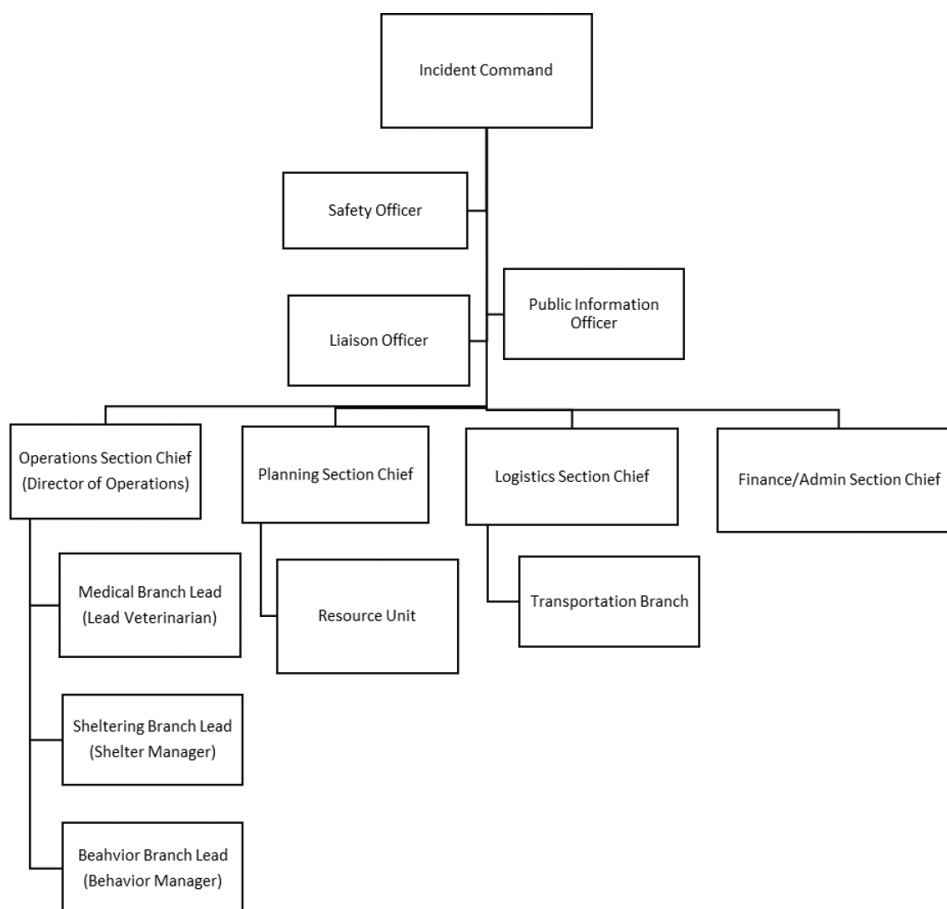 Incident Command
Safety Officer
Public Information
Officer
Liaison Officer
Operations Section Chief
(Director of Operations)
Planning Section Chief
Logistics Section Chief
Finance/Admin Section Chief
Medical Branch Lead
(Lead Veterinarian)
Resource Unit
Transportation Branch
Sheltering Branch Lead
(Shelter Manager)
Beahvior Branch Lead
(Behavior Manager)